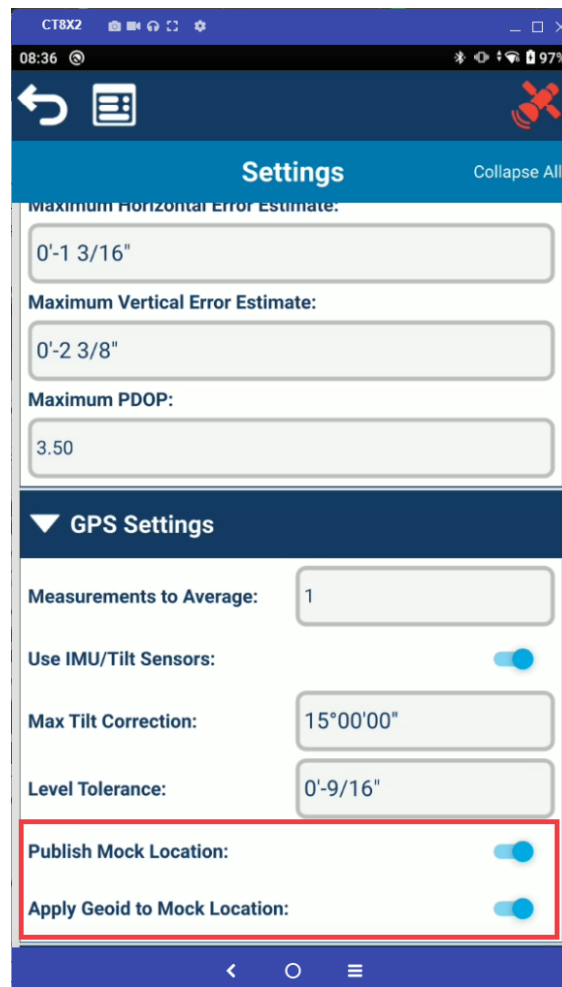 CT8X2
08:36 97%
Settings Collapse All
Maximum Horizontal Error Estimate:
0'-1 3/16"
Maximum Vertical Error Estimate:
0'-2 3/8"
Maximum PDOP:
3.50
GPS Settings
Measurements to Average: 1
Use IMU/Tilt Sensors:
Max Tilt Correction: 15°00'00"
Level Tolerance: 0'-9/16"
Publish Mock Location:
Apply Geoid to Mock Location: